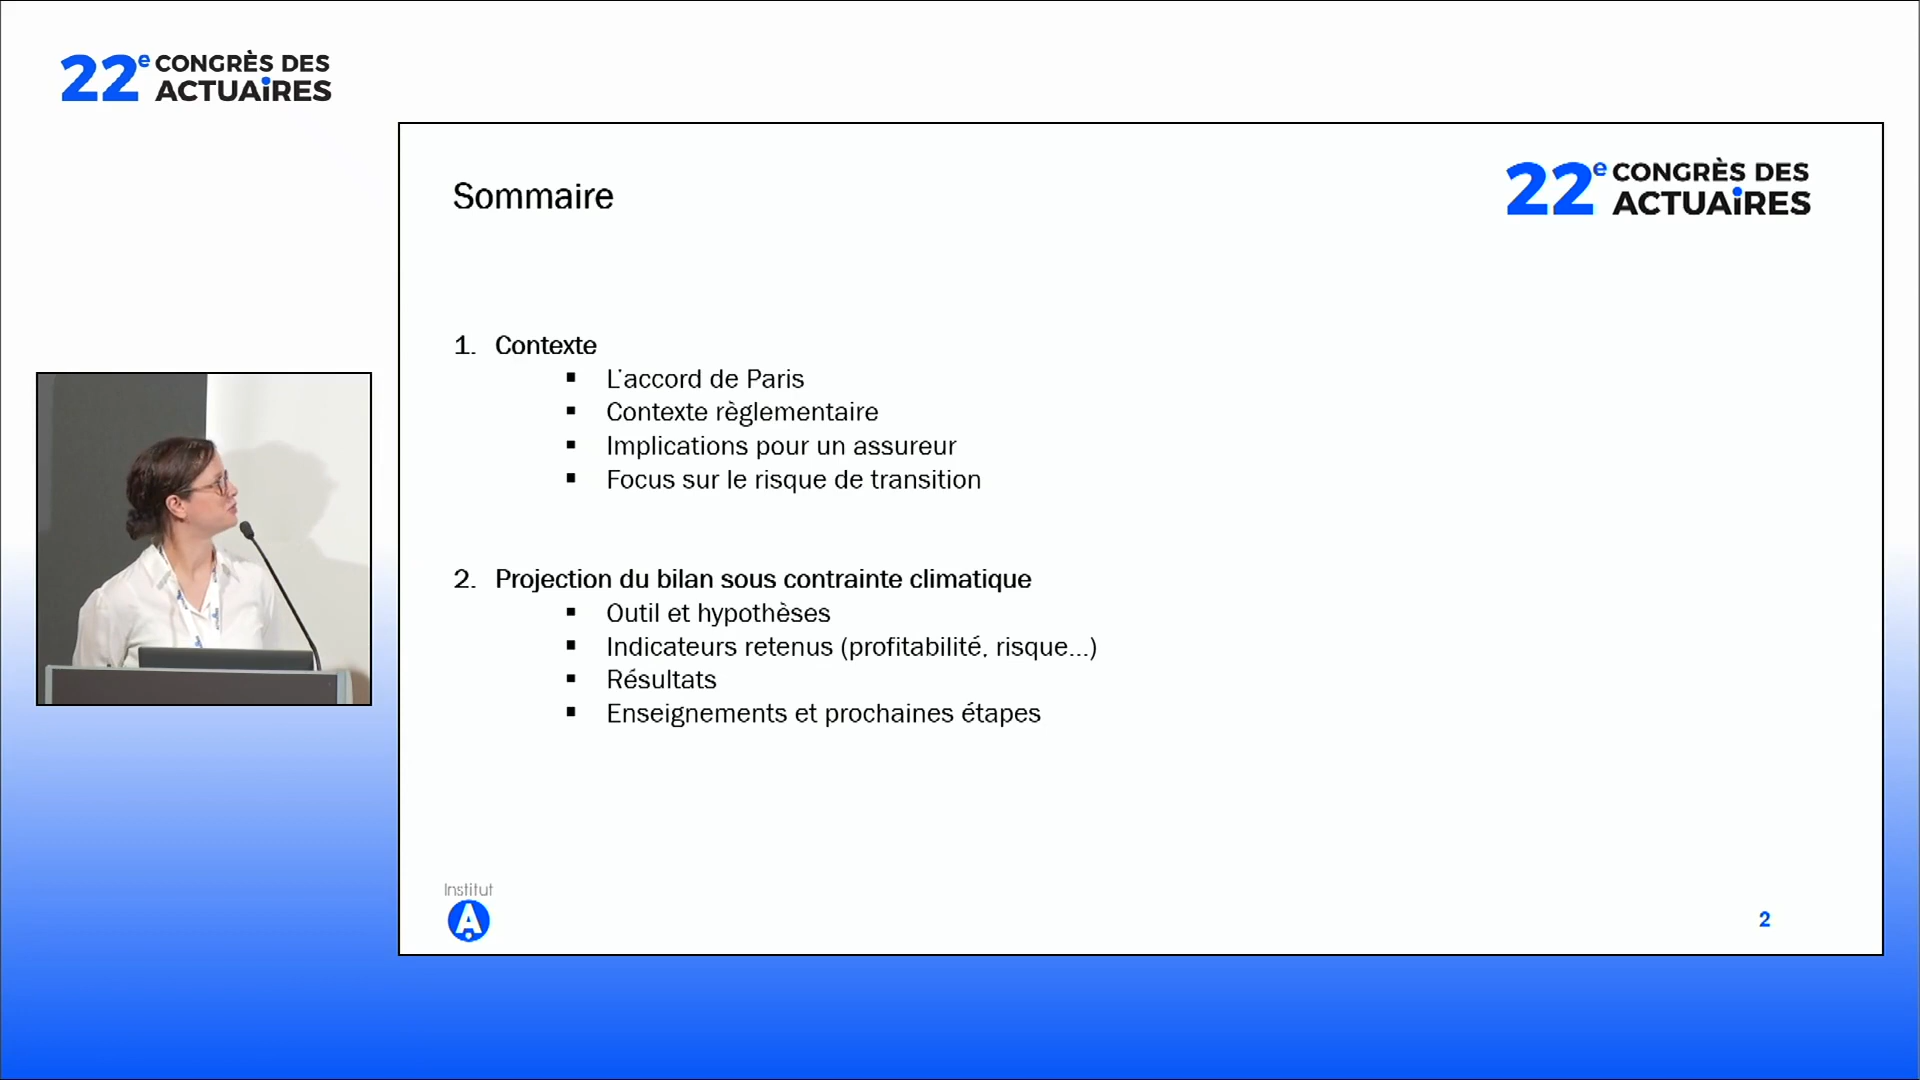 22e CONGRÈS DES
ACTUAiRES
Sommaire
22e CONGRÈS DES
ACTUAiRES
1. Contexte
▪ L'accord de Paris
▪ Contexte règlementaire
▪ Implications pour un assureur
▪ Focus sur le risque de transition
2. Projection du bilan sous contrainte climatique
▪ Outil et hypothèses
▪ Indicateurs retenus (profitabilité, risque...)
▪ Résultats
▪ Enseignements et prochaines étapes
Institut
A
2